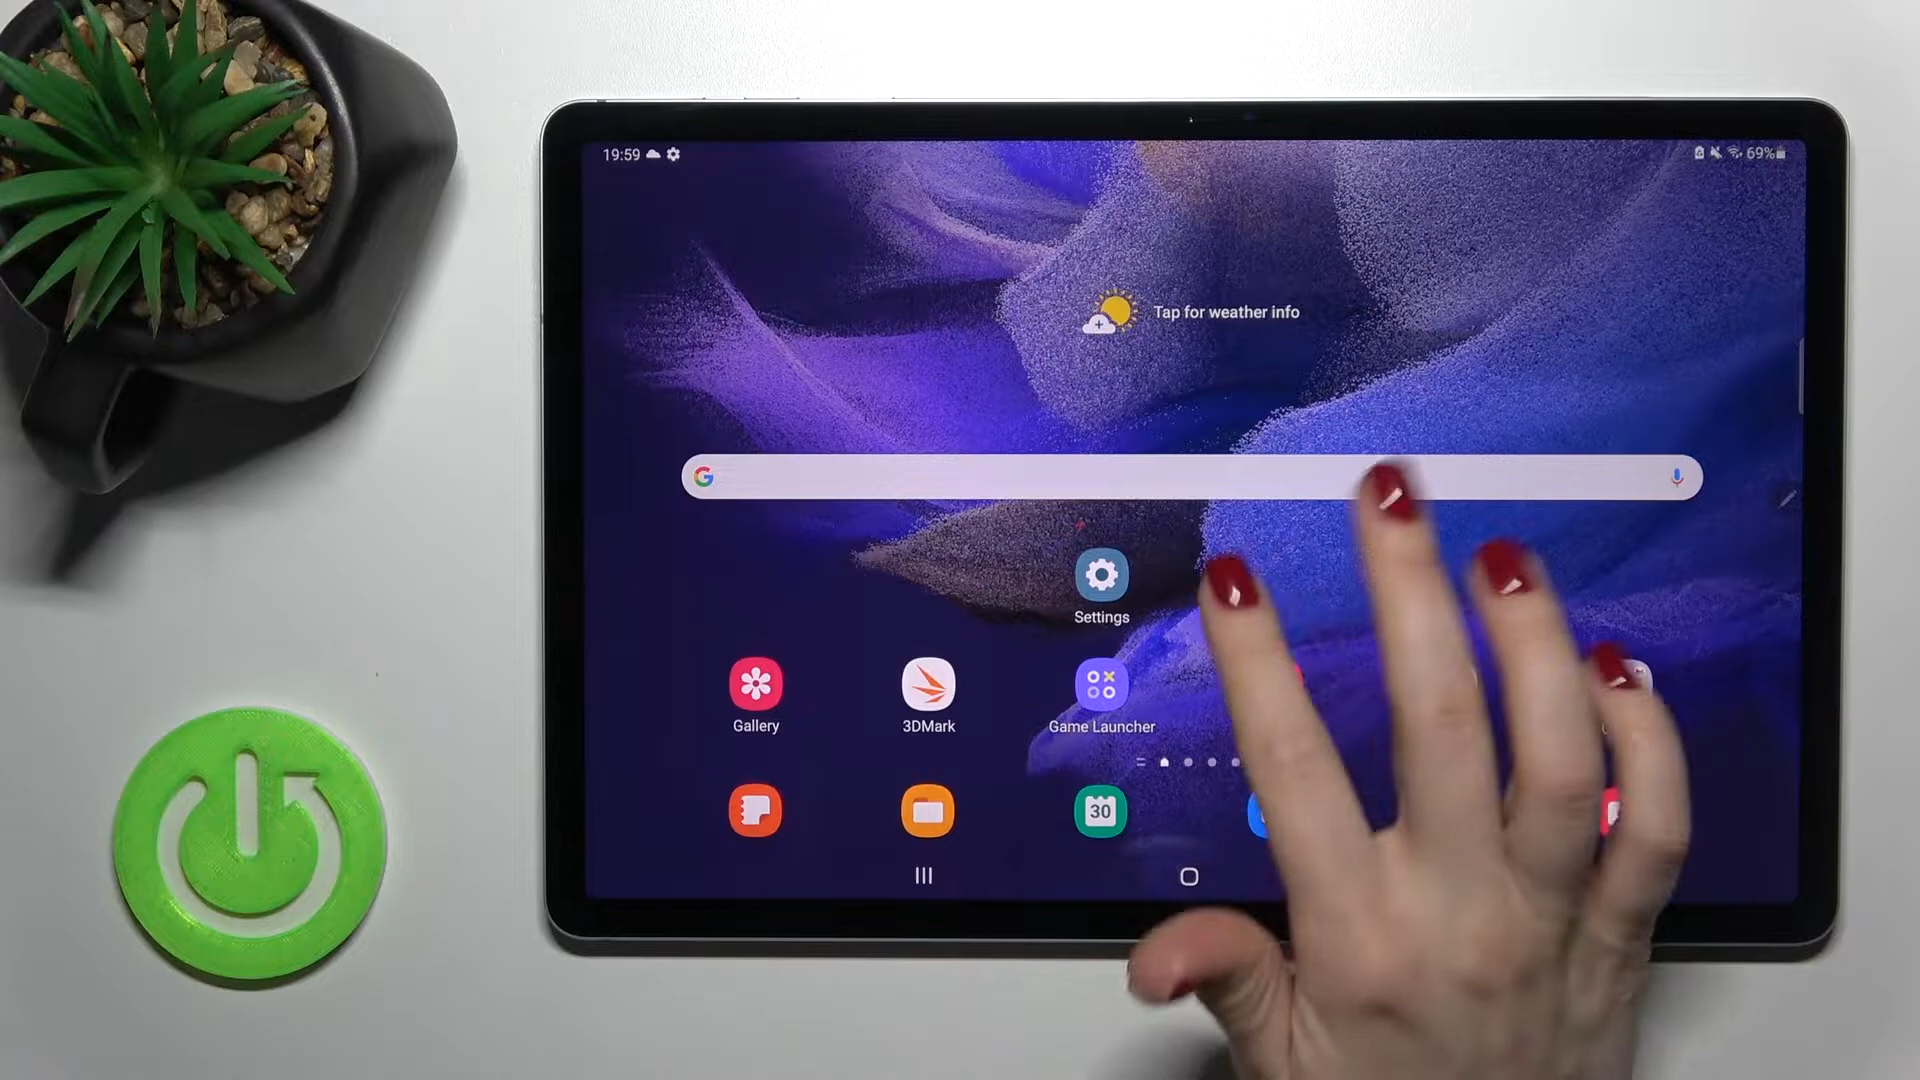 19:59
69%
Tap for weather info
G
Settings
Gallery
3DMark
Game Launcher
30